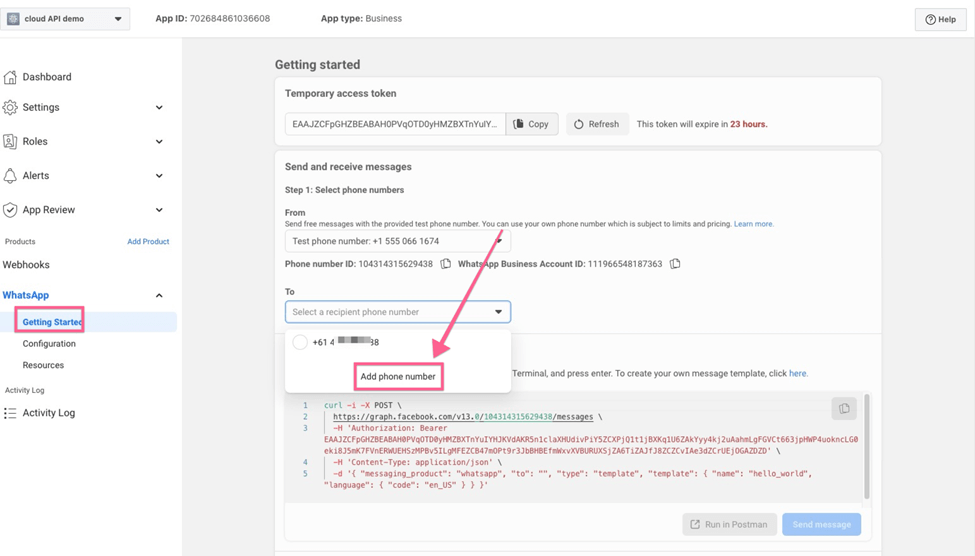 cloud API demo
App ID: 702684861036608
App type: Business
Help
Dashboard
Settings
Roles
Alerts
App Review
Products
Add Product
Webhooks
WhatsApp
Getting Started
Configuration
Resources
Activity Log
Activity Log
Getting started
Temporary access token
EAAJZCFpGHZBEABAH0PVqOTD0yHMZBXTnYuIY...
Copy
Refresh
This token will expire in 23 hours.
Send and receive messages
Step 1: Select phone numbers
From
Send free messages with the provided test phone number. You can use your own phone number which is subject to limits and pricing. Learn more.
Test phone number: +1 555 066 1674
Phone number ID: 104314315629438
WhatsApp Business Account ID: 111966548187363
To
Select a recipient phone number
+61 4 38
Add phone number
Terminal, and press enter. To create your own message template, click here.
1 curl -i -X POST \
2 https://graph.facebook.com/v13.0/104314315629438/messages \
3 -H 'Authorization: Bearer
4 -H 'Content-Type: application/json' \
5 -d '{ "messaging_product": "whatsapp", "to": "", "type": "template", "template": { "name": "hello_world",
"language": { "code": "en_US" } } }'
Run in Postman
Send message